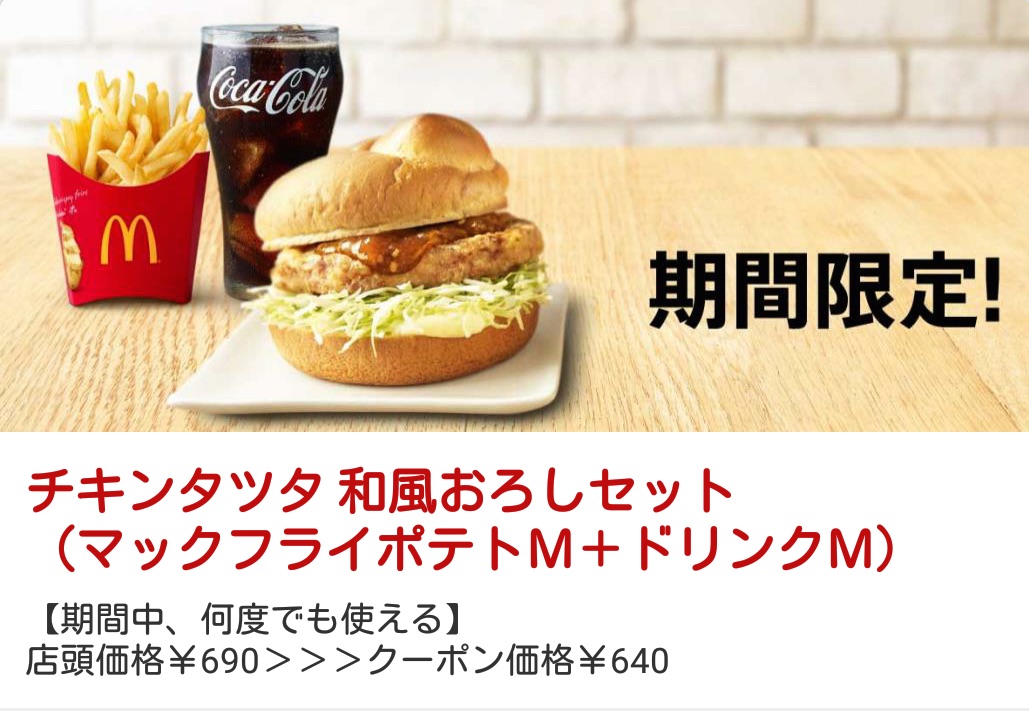 Coca-Cola
期間限定!
チキンタツタ 和風おろしセット
（マックフライポテトM＋ドリンクM）
【期間中、何度でも使える】
店頭価格￥690＞＞＞クーポン価格￥640